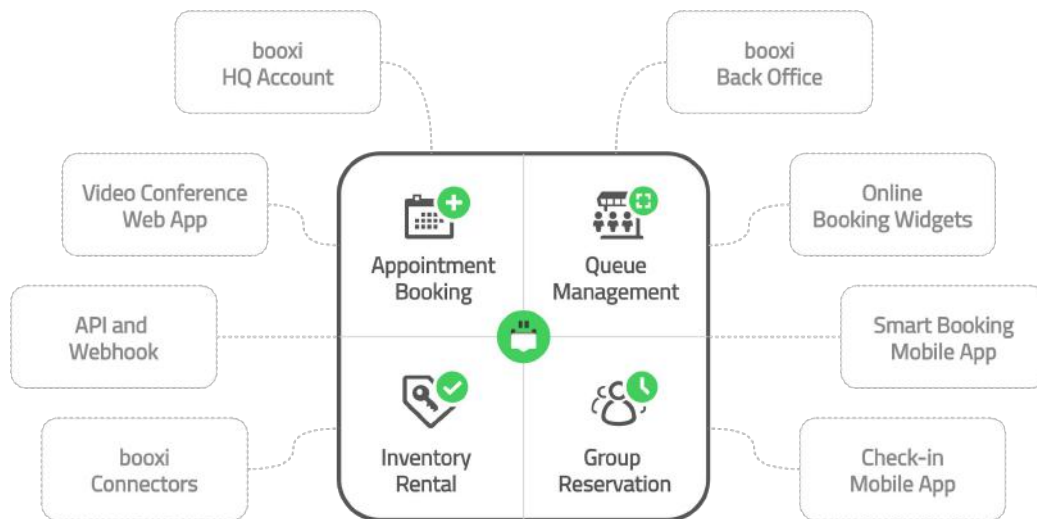 booxi
HQ Account
booxi
Back Office
Video Conference
Web App
Online
Booking Widgets
Appointment
Booking
Queue
Management
API and
Webhook
Smart Booking
Mobile App
Inventory
Rental
Group
Reservation
booxi
Connectors
Check-in
Mobile App